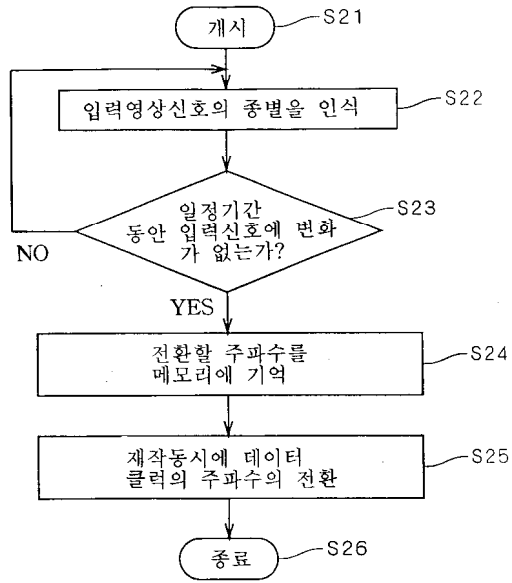 개시
S21
입력영상신호의 종별을 인식
S22
일정기간
동안 입력신호에 변화
가 없는가?
S23
NO
YES
전환할 주파수를
메모리에 기억
S24
재작동시에 데이터
클럭의 주파수의 전환
S25
종료
S26